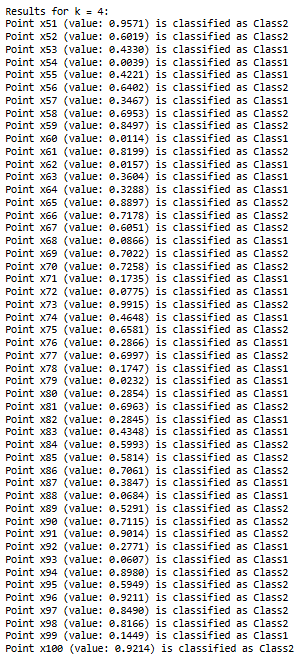 Results for k = 4:
Point x51 (value: 0.9571) is classified as Class2
Point x52 (value: 0.6019) is classified as Class2
Point x53 (value: 0.4330) is classified as Class1
Point x54 (value: 0.0039) is classified as Class1
Point x55 (value: 0.4221) is classified as Class1
Point x56 (value: 0.6402) is classified as Class2
Point x57 (value: 0.3467) is classified as Class1
Point x58 (value: 0.6953) is classified as Class2
Point x59 (value: 0.8497) is classified as Class2
Point x60 (value: 0.0114) is classified as Class1
Point x61 (value: 0.8199) is classified as Class2
Point x62 (value: 0.0157) is classified as Class1
Point x63 (value: 0.3604) is classified as Class1
Point x64 (value: 0.3288) is classified as Class1
Point x65 (value: 0.8897) is classified as Class2
Point x66 (value: 0.7178) is classified as Class2
Point x67 (value: 0.6051) is classified as Class2
Point x68 (value: 0.0866) is classified as Class1
Point x69 (value: 0.7022) is classified as Class2
Point x70 (value: 0.7258) is classified as Class2
Point x71 (value: 0.1735) is classified as Class1
Point x72 (value: 0.0775) is classified as Class1
Point x73 (value: 0.9915) is classified as Class2
Point x74 (value: 0.4648) is classified as Class1
Point x75 (value: 0.6581) is classified as Class2
Point x76 (value: 0.2866) is classified as Class1
Point x77 (value: 0.6997) is classified as Class2
Point x78 (value: 0.1747) is classified as Class1
Point x79 (value: 0.0232) is classified as Class1
Point x80 (value: 0.2854) is classified as Class1
Point x81 (value: 0.6963) is classified as Class2
Point x82 (value: 0.2845) is classified as Class1
Point x83 (value: 0.4348) is classified as Class1
Point x84 (value: 0.5993) is classified as Class2
Point x85 (value: 0.5814) is classified as Class2
Point x86 (value: 0.7061) is classified as Class2
Point x87 (value: 0.3847) is classified as Class1
Point x88 (value: 0.0684) is classified as Class1
Point x89 (value: 0.5291) is classified as Class2
Point x90 (value: 0.7115) is classified as Class2
Point x91 (value: 0.9014) is classified as Class2
Point x92 (value: 0.2771) is classified as Class1
Point x93 (value: 0.0607) is classified as Class1
Point x94 (value: 0.8980) is classified as Class2
Point x95 (value: 0.5949) is classified as Class2
Point x96 (value: 0.9211) is classified as Class2
Point x97 (value: 0.8490) is classified as Class2
Point x98 (value: 0.8166) is classified as Class2
Point x99 (value: 0.1449) is classified as Class1
Point x100 (value: 0.9214) is classified as Class2